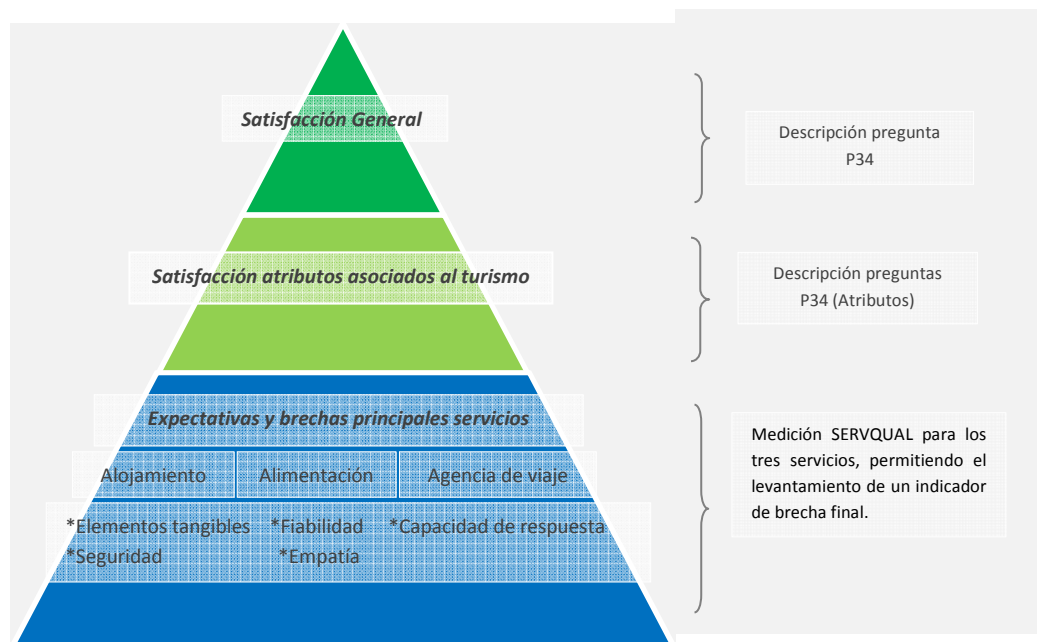 Satisfacción General
Descripción pregunta
P34
Satisfacción atributos asociados al turismo
Descripción preguntas
P34 (Atributos)
Expectativas y brechas principales servicios
Alojamiento
Alimentación
Agencia de viaje
*Elementos tangibles *Fiabilidad *Capacidad de respuesta
*Seguridad *Empatía
Medición SERVQUAL para los
tres servicios, permitiendo el
levantamiento de un indicador
de brecha final.